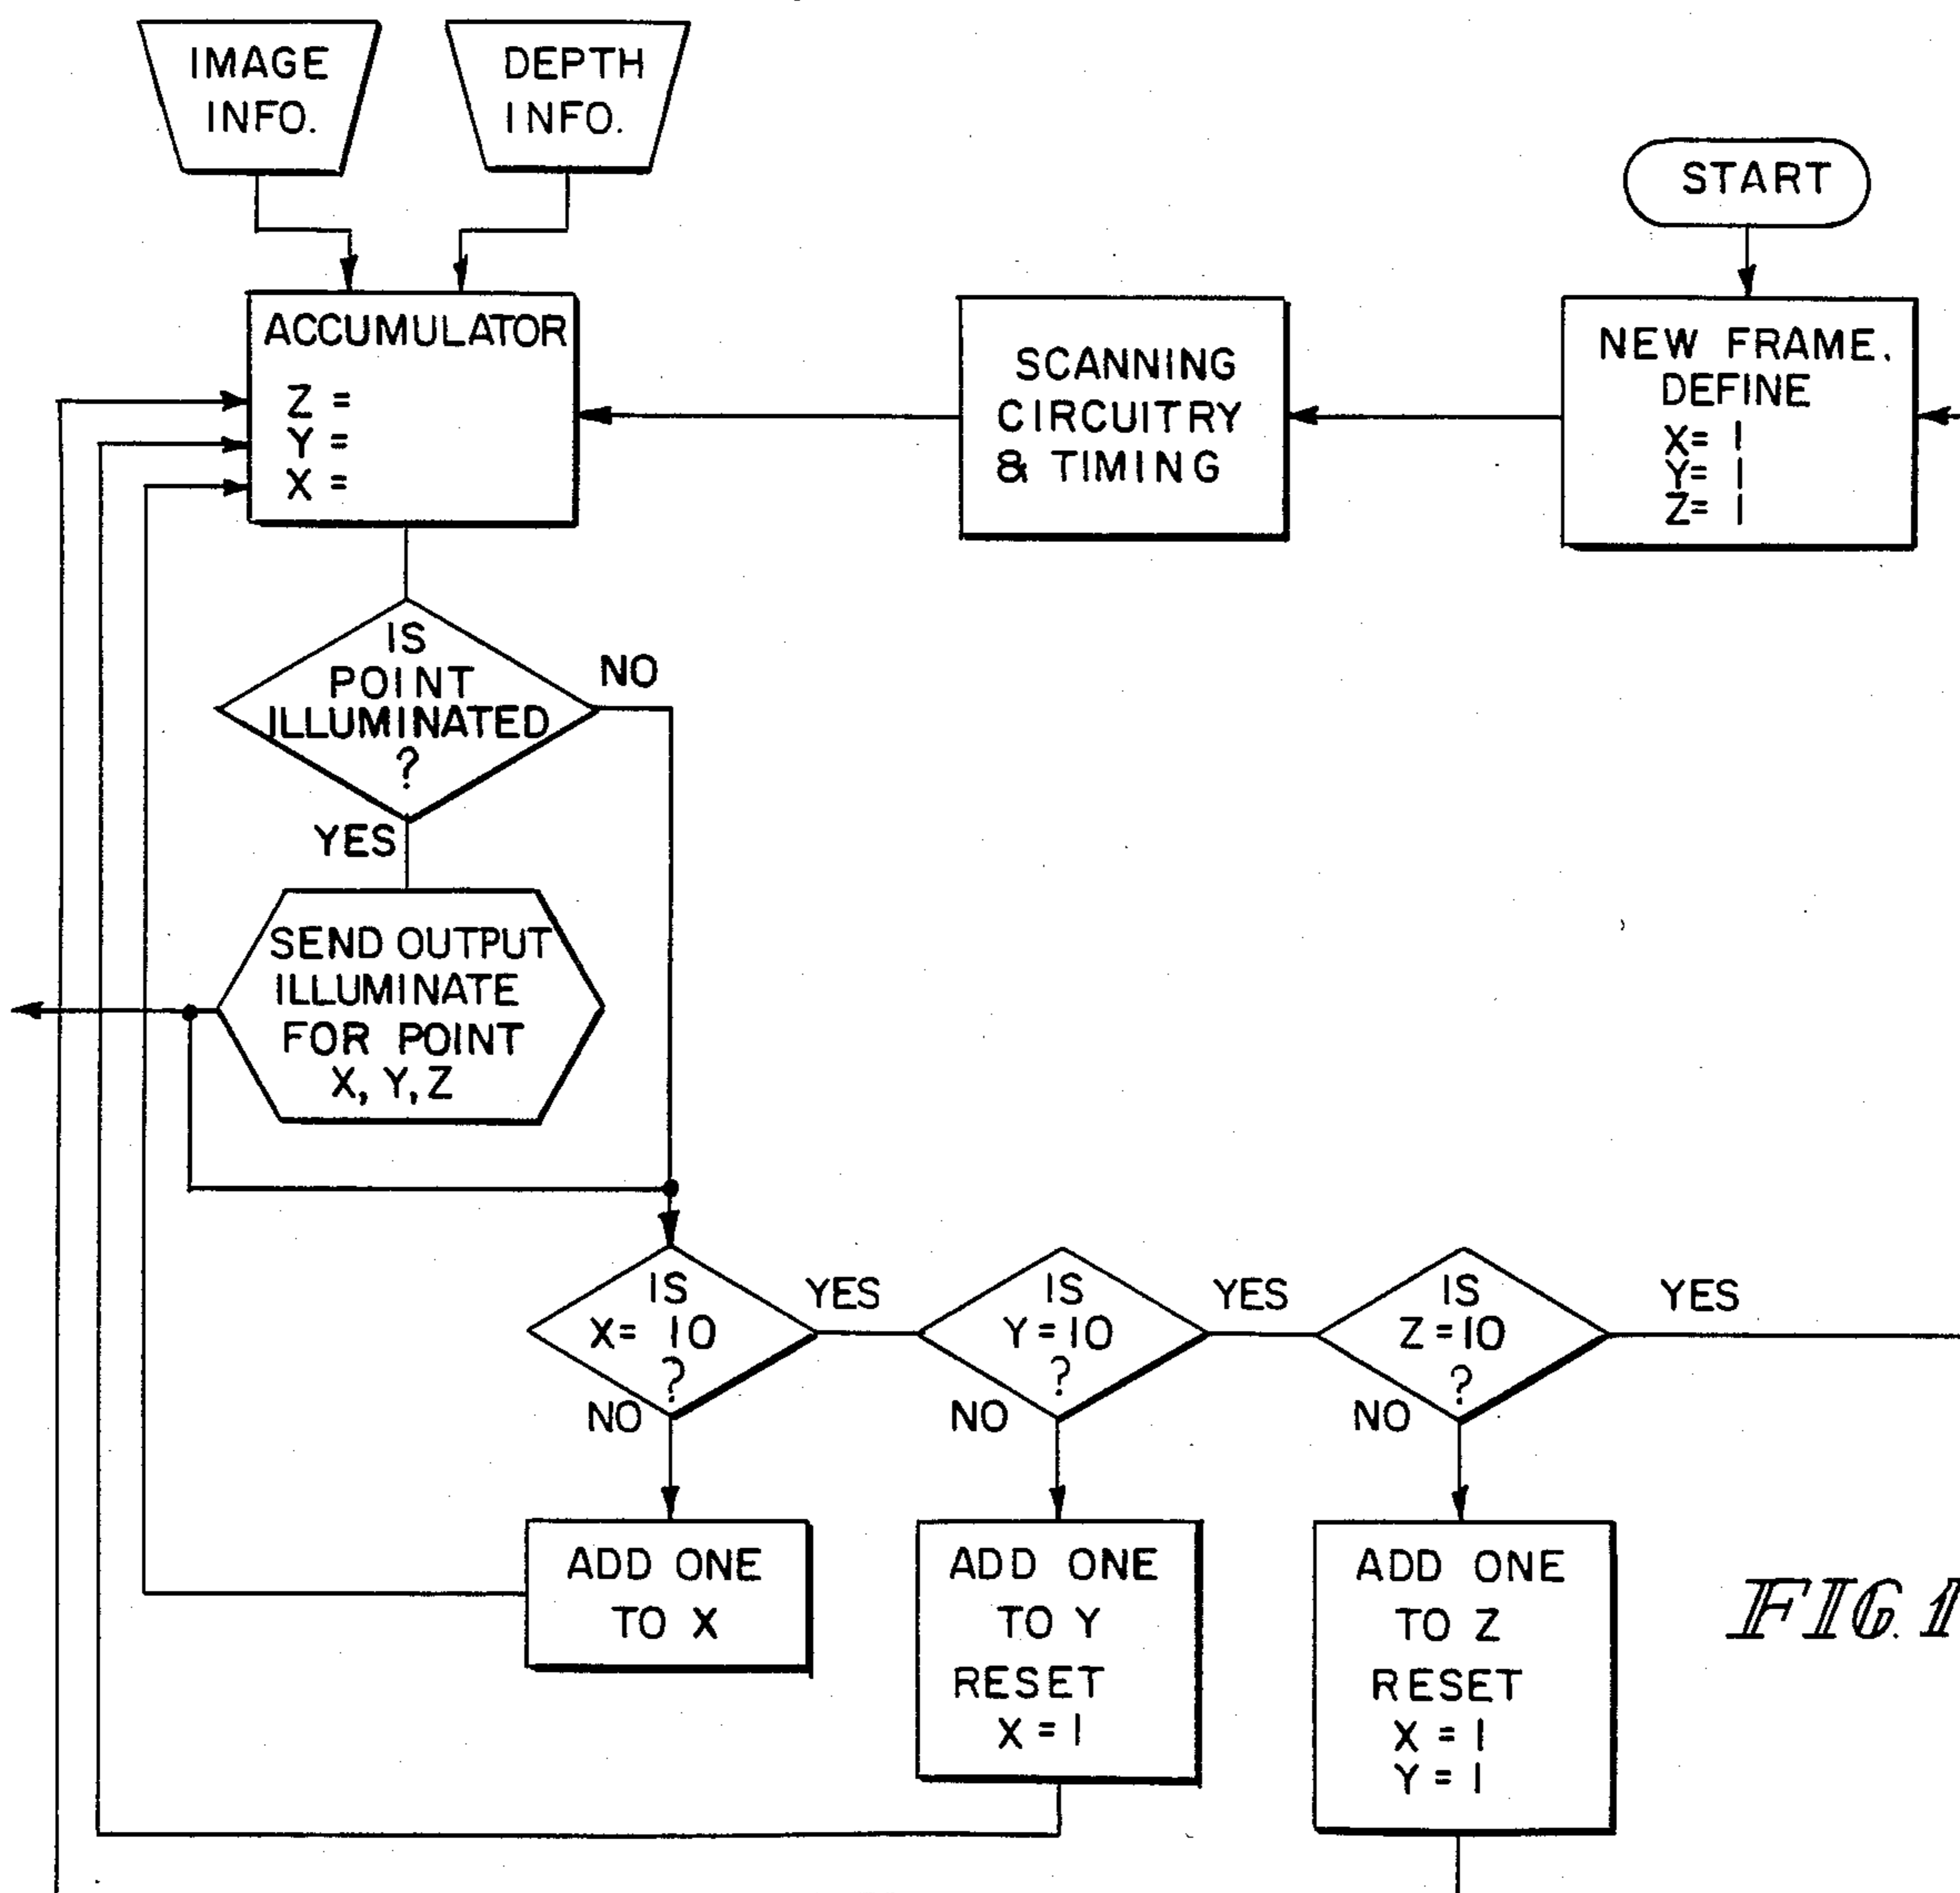 IMAGE
INFO.
DEPTH
INFO.
START
ACCUMULATOR
Z =
Y =
X =
SCANNING
CIRCUITRY
& TIMING
NEW FRAME.
DEFINE
X= 1
Y= 1
Z= 1
IS
POINT
ILLUMINATED
?
NO
YES
SEND OUTPUT
ILLUMINATE
FOR POINT
X, Y, Z
IS
X= 10
?
YES
NO
IS
Y=10
?
YES
NO
IS
Z=10
?
YES
NO
ADD ONE
TO X
ADD ONE
TO Y
RESET
X = 1
ADD ONE
TO Z
RESET
X = 1
Y = 1
FIG. 1